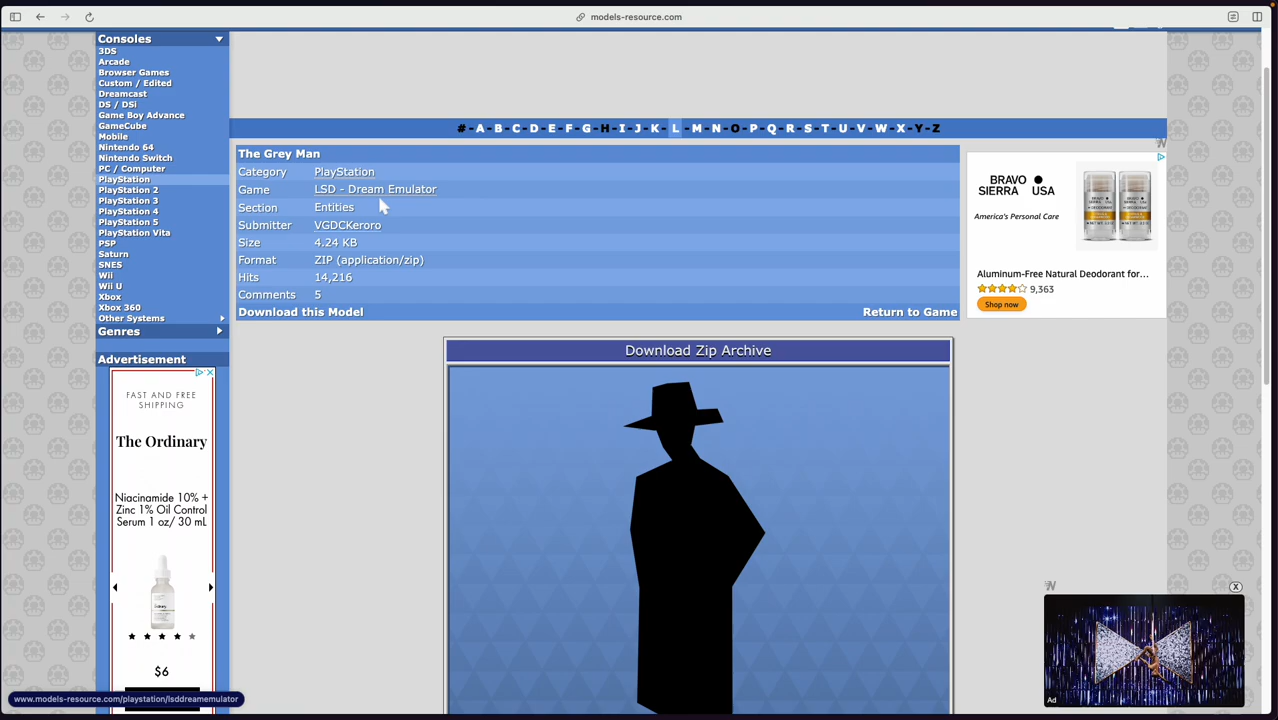 models-resource.com
Consoles
3DS
Arcade
Browser Games
Custom / Edited
Dreamcast
DS / DSi
Game Boy Advance
GameCube
Mobile
Nintendo 64
Nintendo Switch
PC / Computer
PlayStation
PlayStation 2
PlayStation 3
PlayStation 4
PlayStation 5
PlayStation Vita
PSP
Saturn
SNES
Wii
Wii U
Xbox
Xbox 360
Other Systems
Genres
Advertisement
FAST AND FREE
SHIPPING
The Ordinary
Niacinamide 10% +
Zinc 1% Oil Control
Serum 1 oz/ 30 mL
$6
www.models-resource.com/playstation/lsddreamemulator
# - A - B - C - D - E - F - G - H - I - J - K - L - M - N - O - P - Q - R - S - T - U - V - W - X - Y - Z
The Grey Man
Category PlayStation
Game LSD - Dream Emulator
Section Entities
Submitter VGDCKeroro
Size 4.24 KB
Format ZIP (application/zip)
Hits 14,216
Comments 5
Download this Model Return to Game
Download Zip Archive
BRAVO
SIERRA USA
America's Personal Care
Aluminum-Free Natural Deodorant for...
9,363
Shop now
Ad